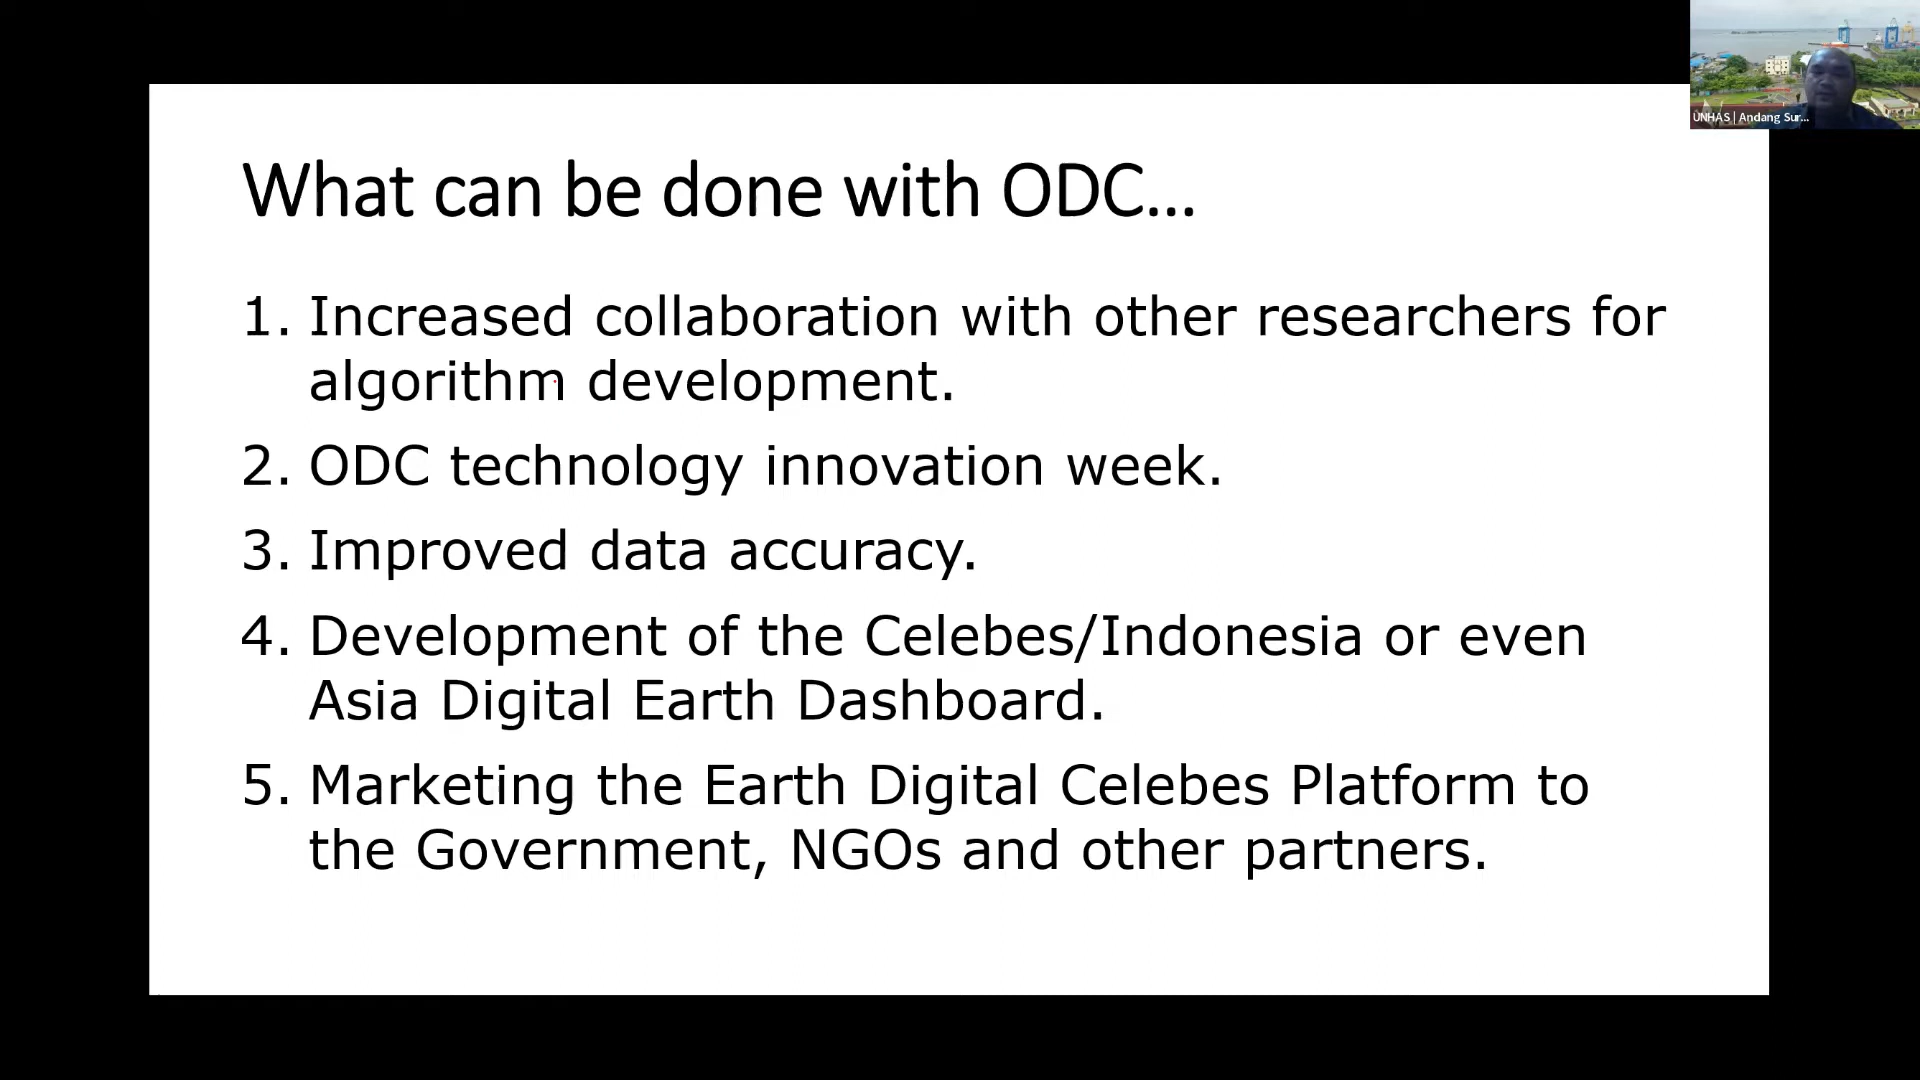 UNHAS | Andang Sur...
What can be done with ODC...
1. Increased collaboration with other researchers for
algorithm development.
2. ODC technology innovation week.
3. Improved data accuracy.
4. Development of the Celebes/Indonesia or even
Asia Digital Earth Dashboard.
5. Marketing the Earth Digital Celebes Platform to
the Government, NGOs and other partners.